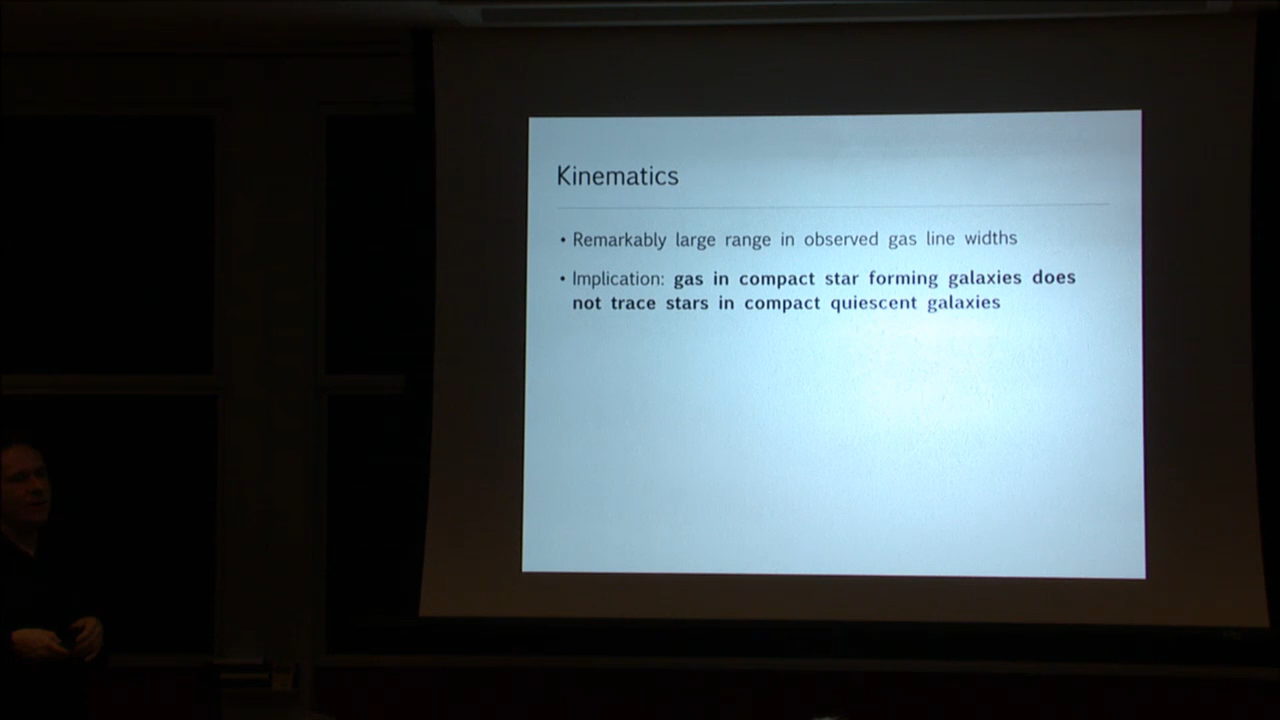 Kinematics
• Remarkably large range in observed gas line widths
• Implication: gas in compact star forming galaxies does
not trace stars in compact quiescent galaxies